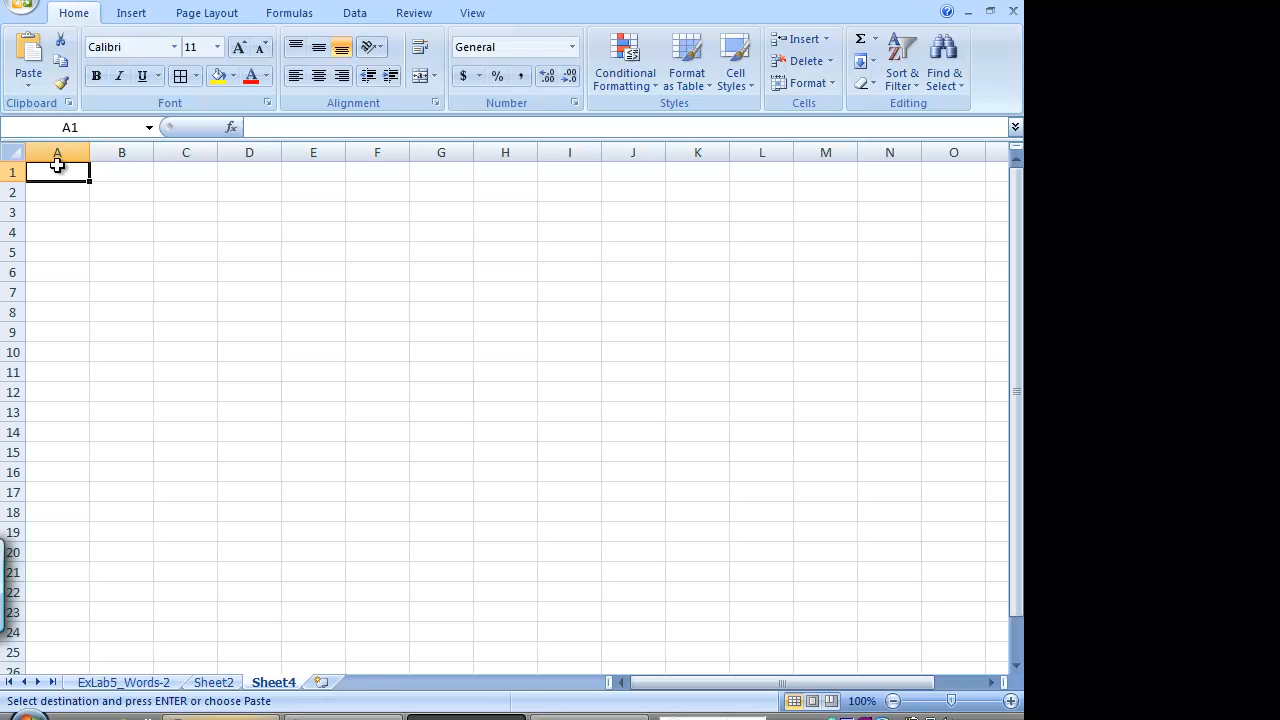 Home Insert Page Layout Formulas Data Review View
Paste
Clipboard
Calibri 11
B I U A
Font
Alignment
General
$ % ,
Number
Conditional Formatting
Format as Table
Cell Styles
Styles
Insert
Delete
Format
Cells
Σ
Sort & Filter
Find & Select
Editing
A1 fx
A B C D E F G H I J K L M N O
1
2
3
4
5
6
7
8
9
10
11
12
13
14
15
16
17
18
19
20
21
22
23
24
25
26
ExLab5_Words-2 Sheet2 Sheet4
Select destination and press ENTER or choose Paste 100%